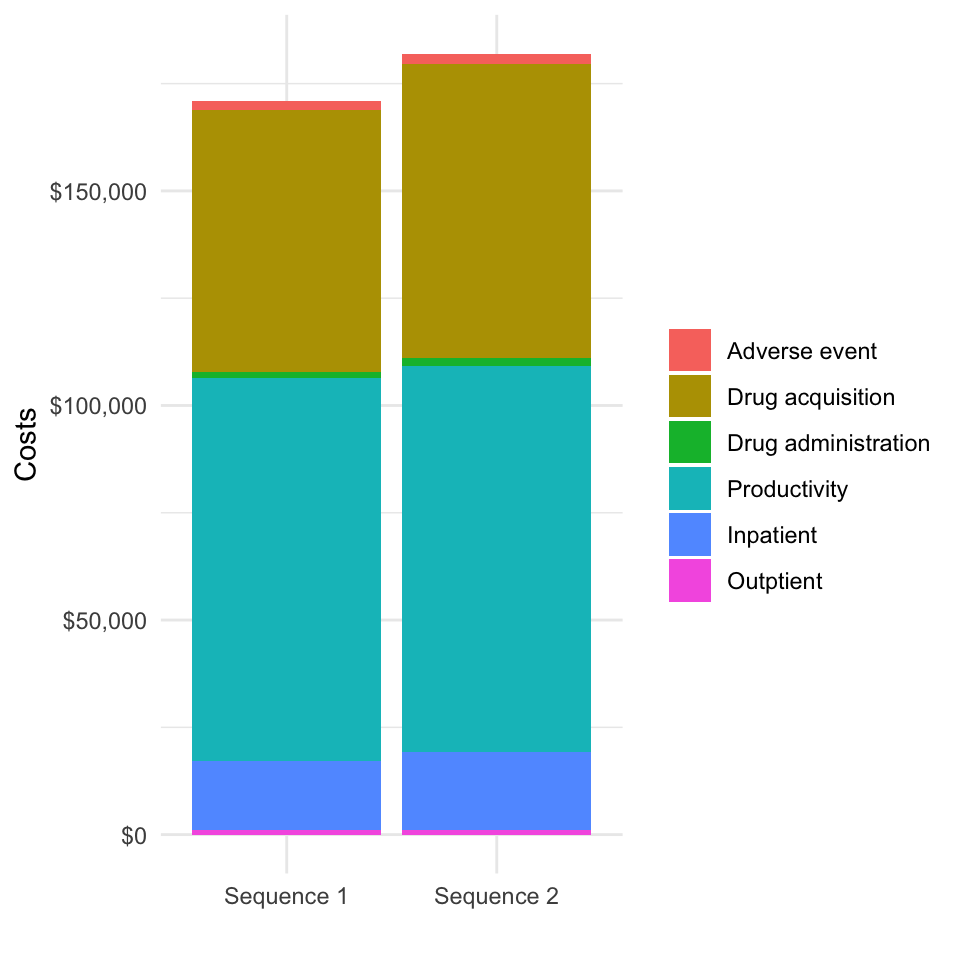 Costs
$150,000
$100,000
$50,000
$0
Sequence 1
Sequence 2
Adverse event
Drug acquisition
Drug administration
Productivity
Inpatient
Outptient